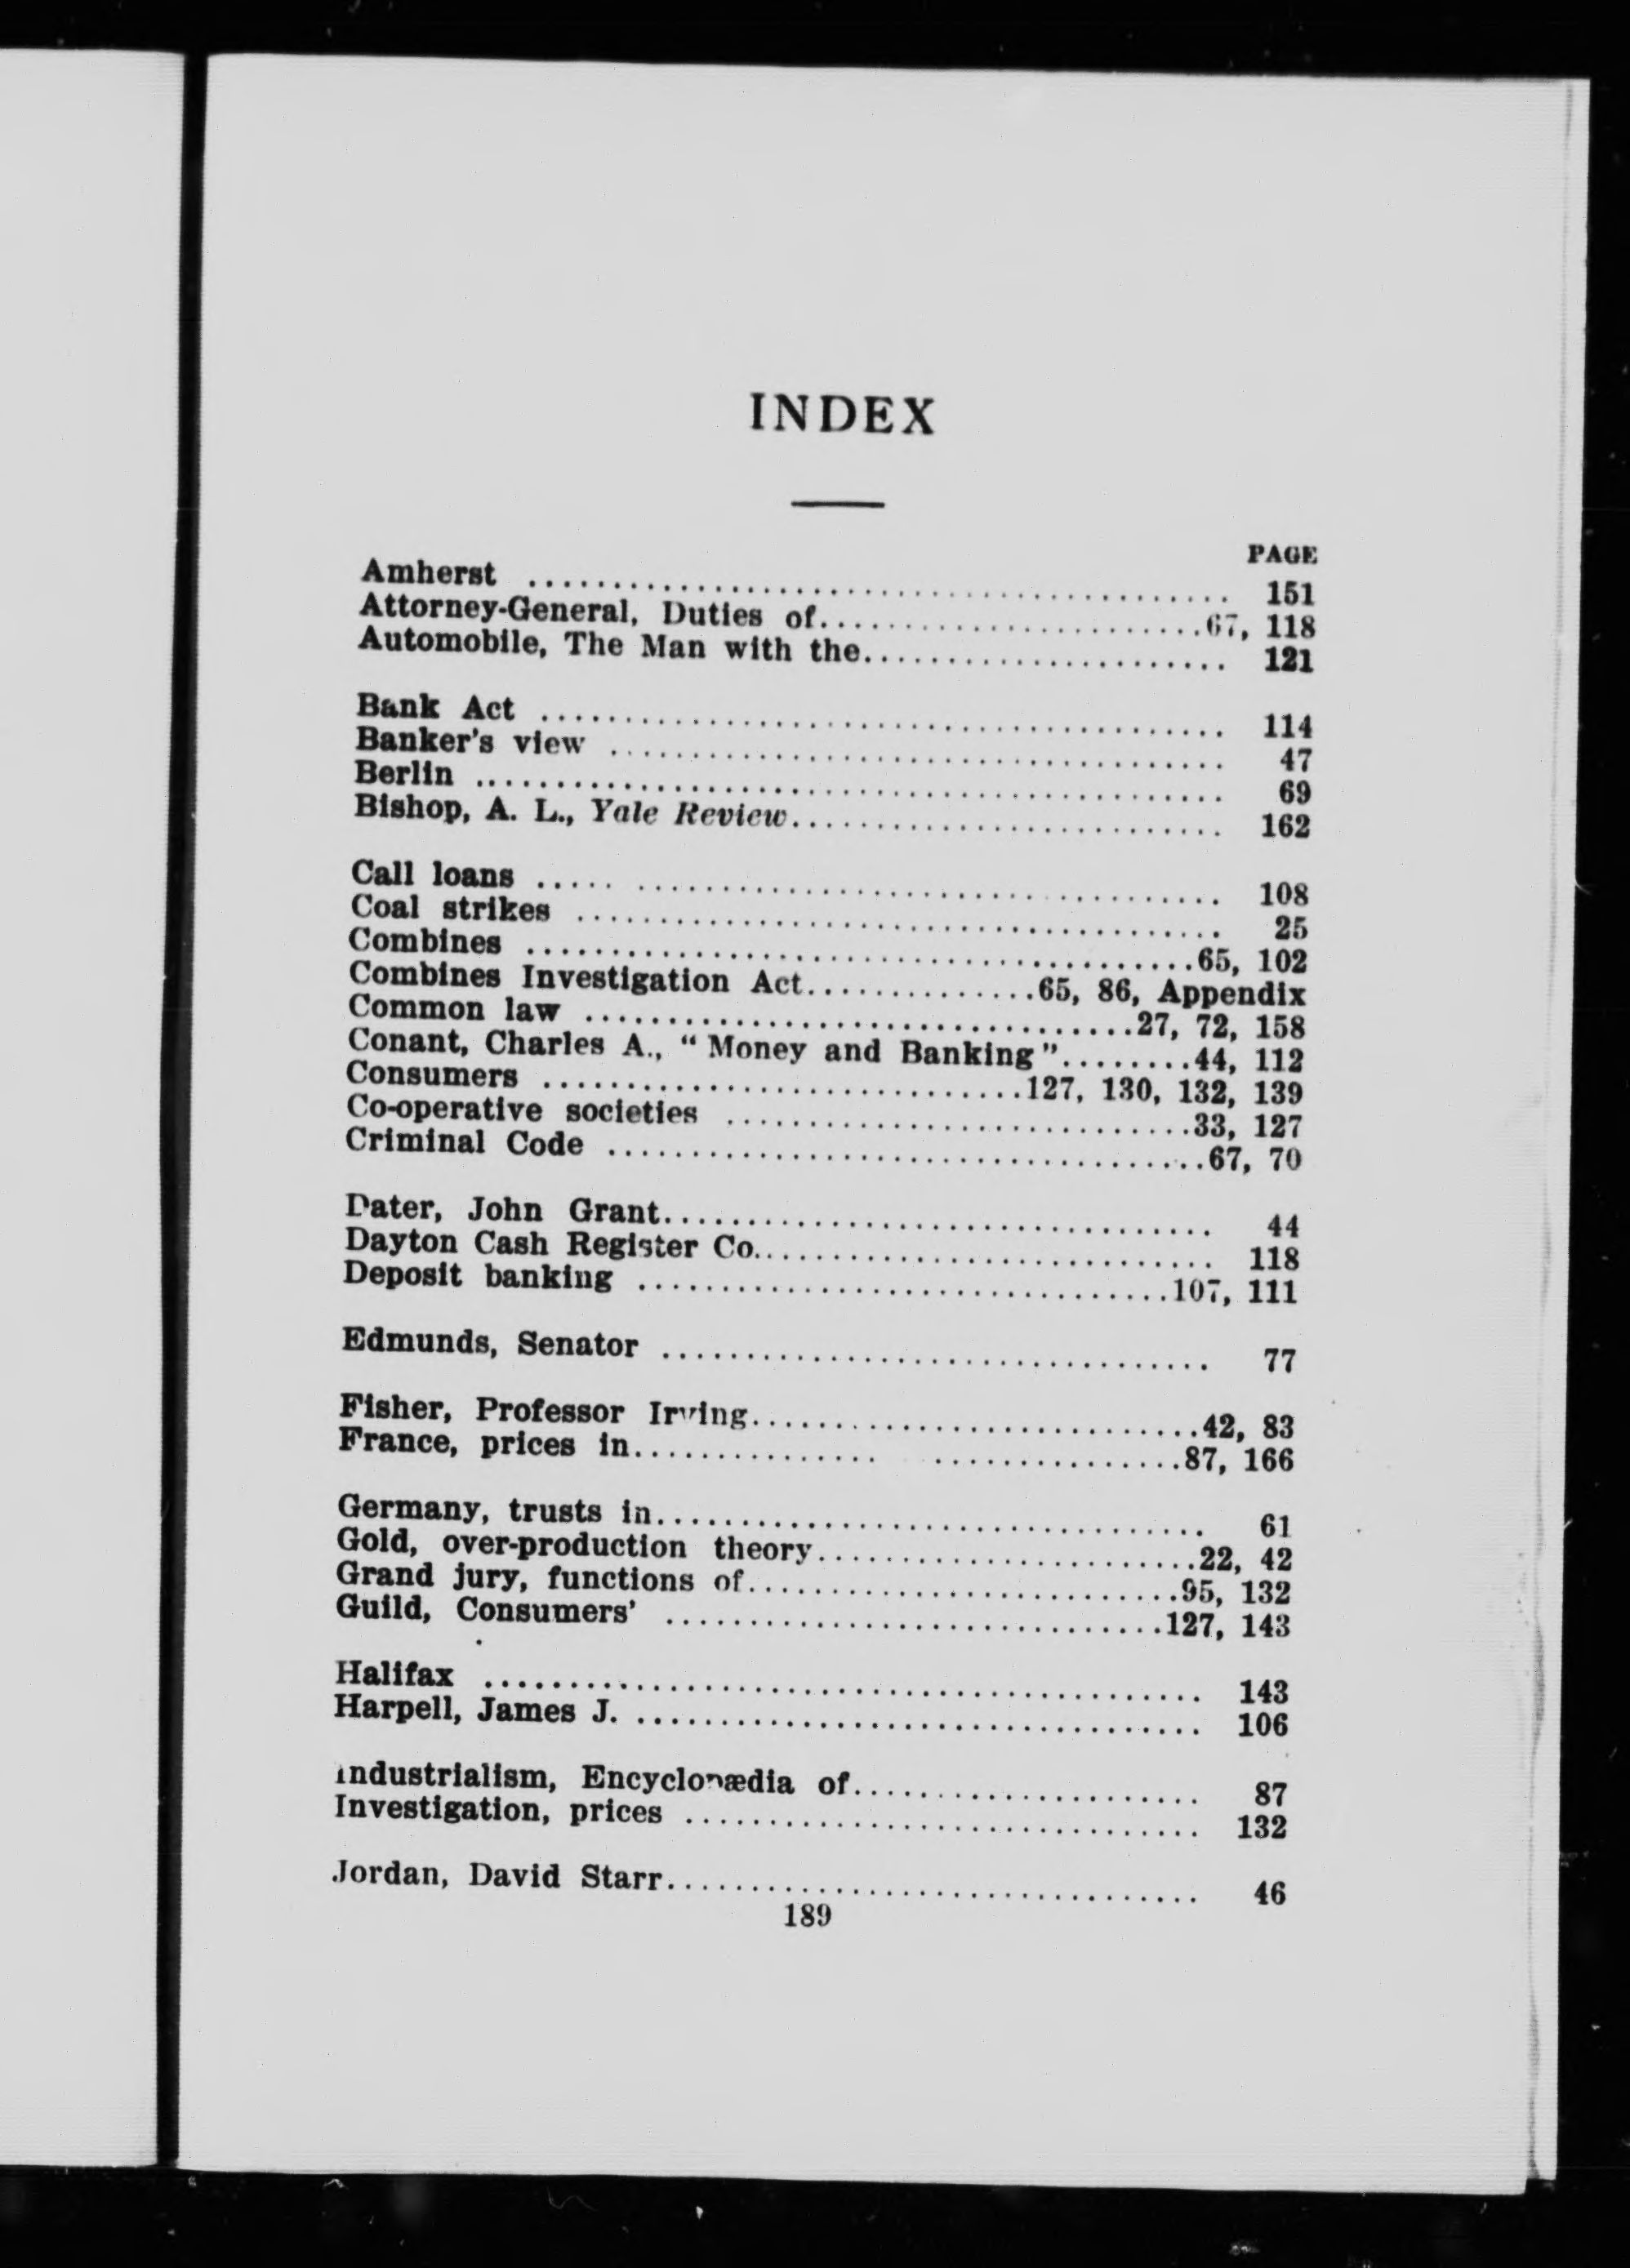 INDEX
PAGE
Amherst ........................................ 151
Attorney-General, Duties of........................67, 118
Automobile, The Man with the...................... 121
Bank Act ........................................ 114
Banker's view ..................................... 47
Berlin ............................................ 69
Bishop, A. L., Yale Review.......................... 162
Call loans ..... .................................. 108
Coal strikes ...................................... 25
Combines ........................................65, 102
Combines Investigation Act..............65, 86, Appendix
Common law .................................27, 72, 158
Conant, Charles A., "Money and Banking"........44, 112
Consumers .............................127, 130, 132, 139
Co-operative societies ............................33, 127
Criminal Code ....................................67, 70
Dater, John Grant................................. 44
Dayton Cash Register Co............................ 118
Deposit banking ................................107, 111
Edmunds, Senator ................................. 77
Fisher, Professor Irving...........................42, 83
France, prices in............... ...............87, 166
Germany, trusts in................................. 61
Gold, over-production theory.......................22, 42
Grand jury, functions of..........................95, 132
Guild, Consumers' ..............................127, 143
Halifax ........................................... 143
Harpell, James J. .................................. 106
Industrialism, Encyclopædia of..................... 87
Investigation, prices ............................... 132
Jordan, David Starr................................ 46
189